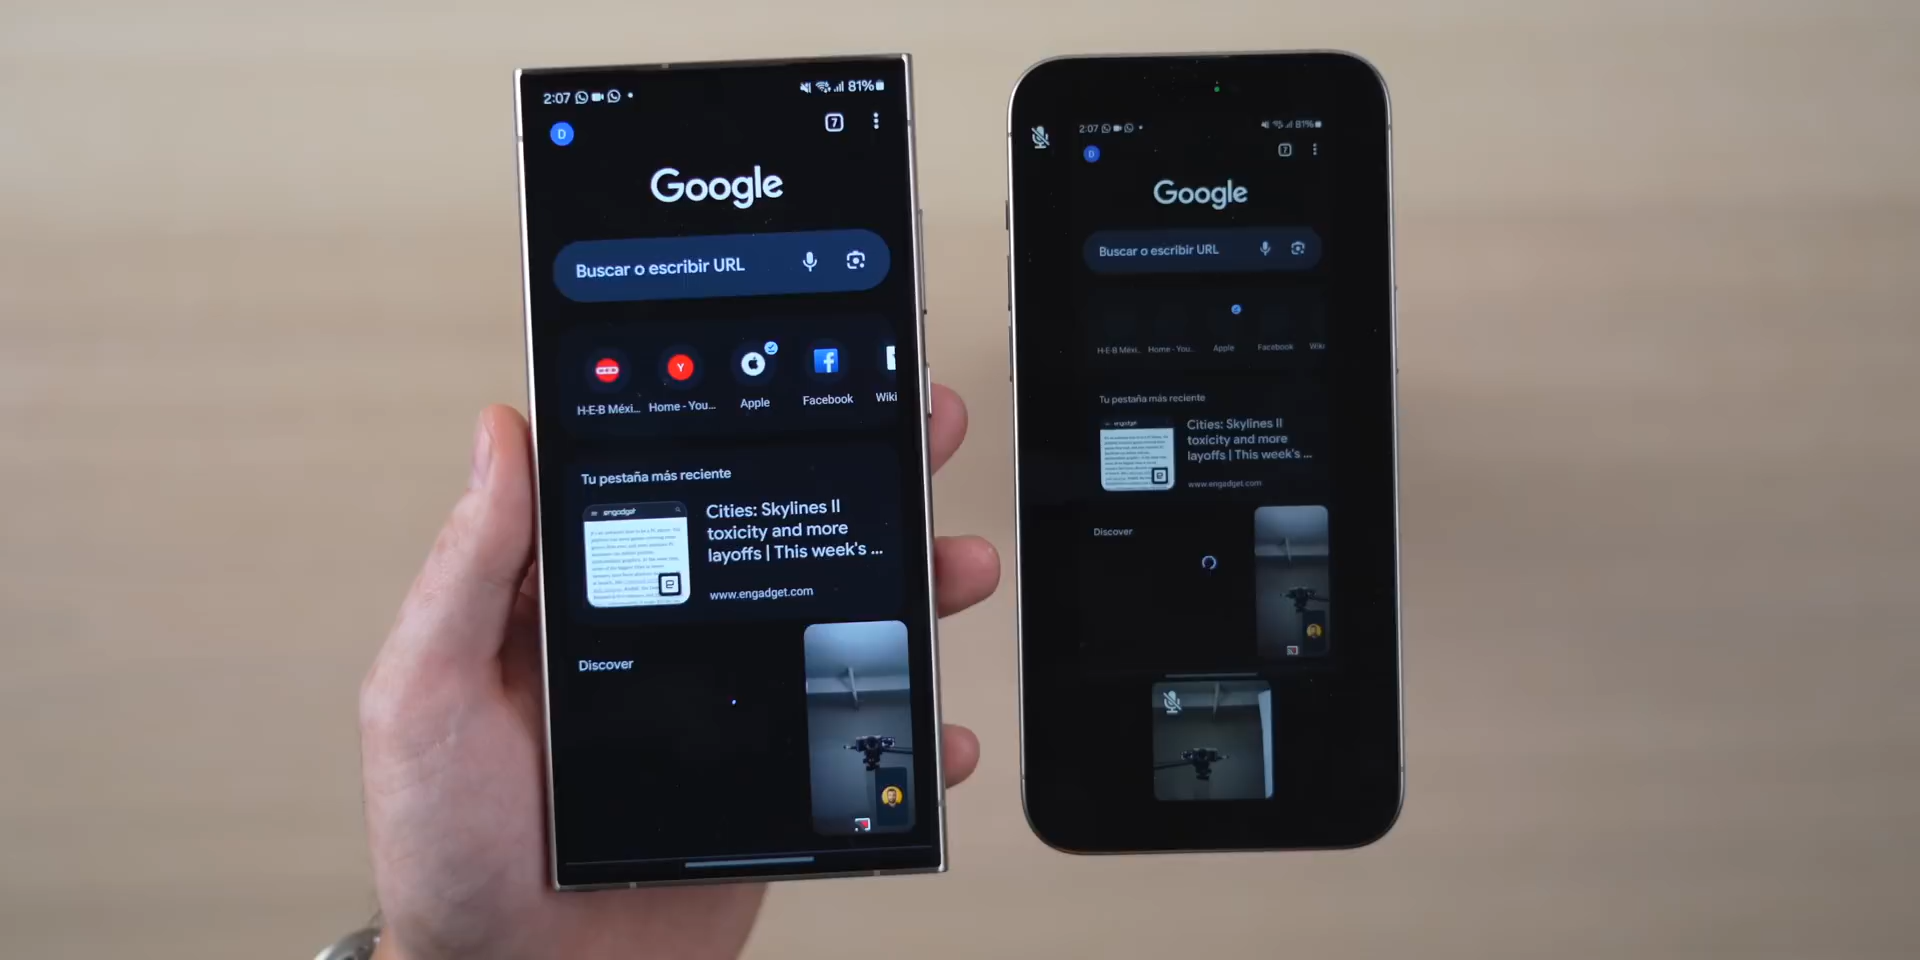 2:07
81%
D
7
Google
Buscar o escribir URL
Y
H-E-B Méxi...
Home - You...
Apple
Facebook
Wiki
Tu pestaña más reciente
engadget
Cities: Skylines II
toxicity and more
layoffs | This week's ...
www.engadget.com
Discover
2:07
81%
D
7
Google
Buscar o escribir URL
H-E-B Méxi...
Home - You...
Apple
Facebook
Wiki
Tu pestaña más reciente
engadget
Cities: Skylines II
toxicity and more
layoffs | This week's ...
www.engadget.com
Discover